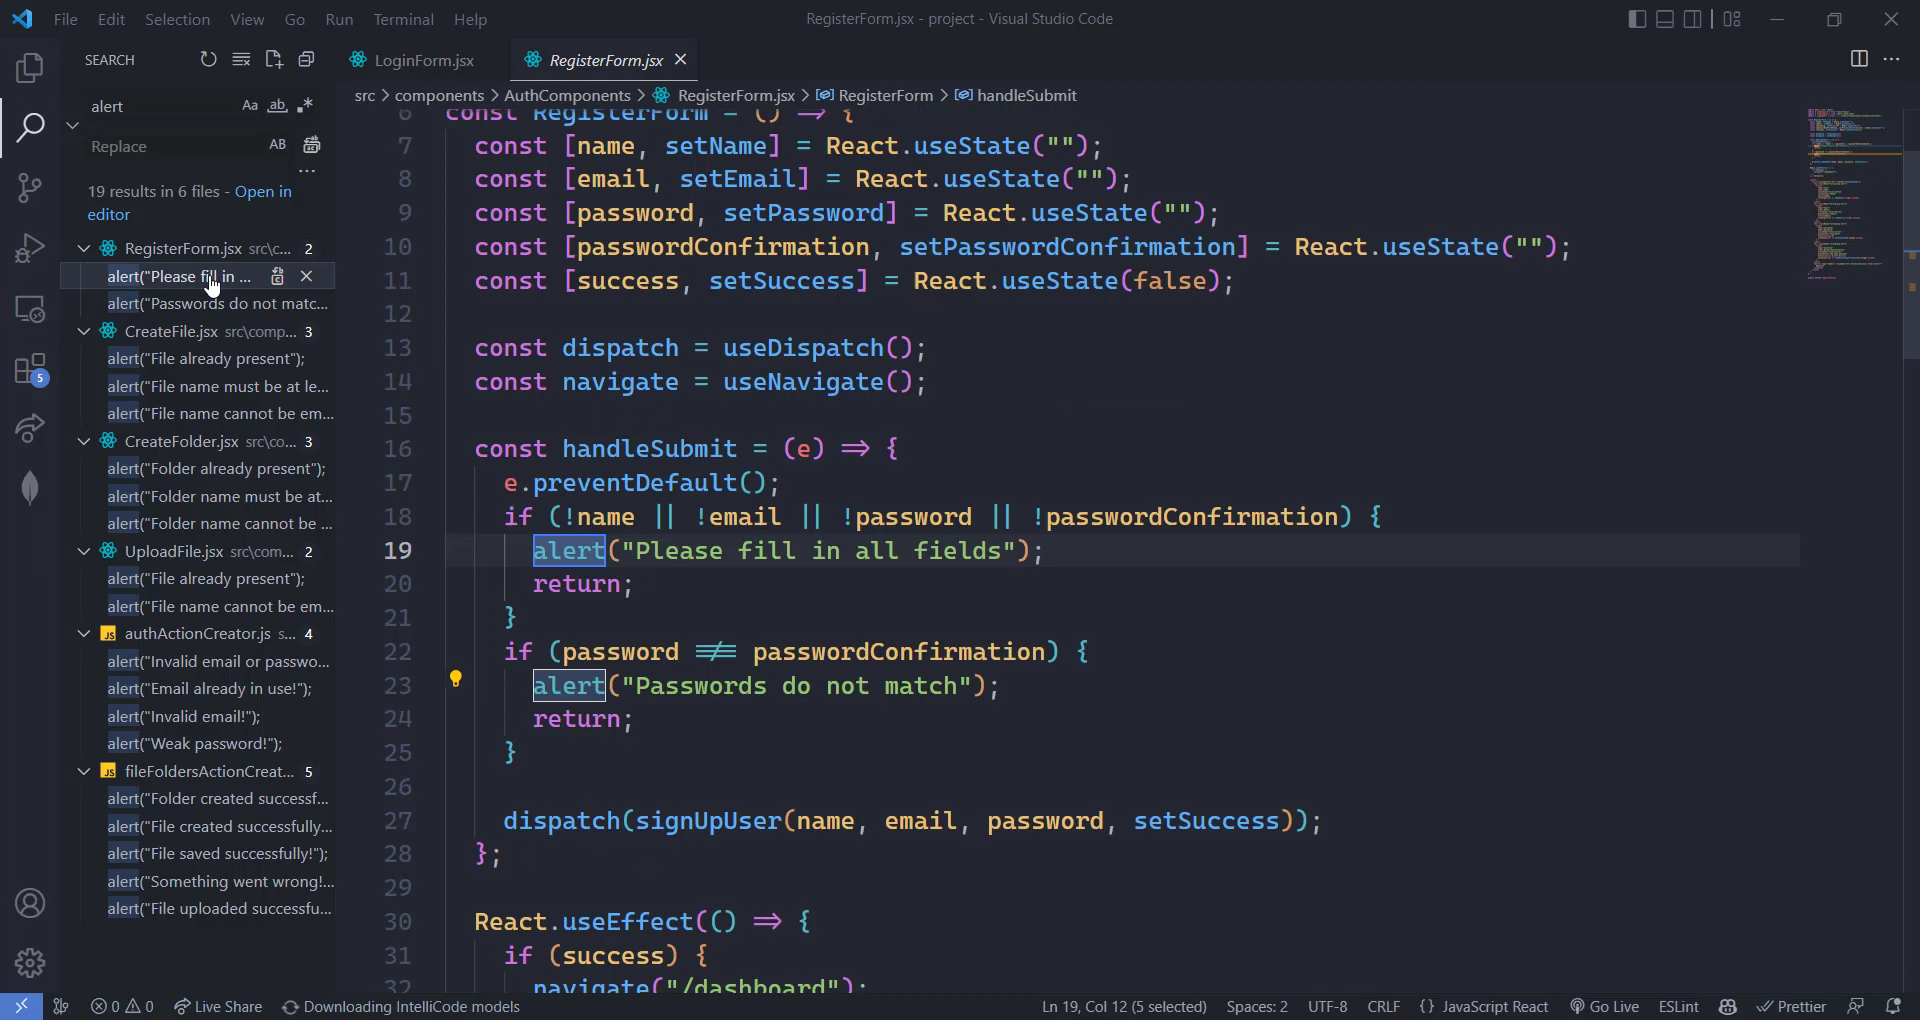 File Edit Selection View Go Run Terminal Help
RegisterForm.jsx - project - Visual Studio Code
SEARCH
LoginForm.jsx
RegisterForm.jsx
src > components > AuthComponents > RegisterForm.jsx > RegisterForm > handleSubmit
alert
Aa ab
Replace
AB
19 results in 6 files - Open in
editor
RegisterForm.jsx src\c... 2
alert("Please fill in ...
alert("Passwords do not matc...
CreateFile.jsx src\comp... 3
alert("File already present");
alert("File name must be at le...
alert("File name cannot be em...
CreateFolder.jsx src\co... 3
alert("Folder already present");
alert("Folder name must be at...
alert("Folder name cannot be ...
UploadFile.jsx src\com... 2
alert("File already present");
alert("File name cannot be em...
authActionCreator.js s... 4
alert("Invalid email or passwo...
alert("Email already in use!");
alert("Invalid email!");
alert("Weak password!");
fileFoldersActionCreat... 5
alert("Folder created successf...
alert("File created successfully...
alert("File saved successfully!");
alert("Something went wrong!...
alert("File uploaded successfu...
5
6 const RegisterForm = () => {
7 const [name, setName] = React.useState("");
8 const [email, setEmail] = React.useState("");
9 const [password, setPassword] = React.useState("");
10 const [passwordConfirmation, setPasswordConfirmation] = React.useState("");
11 const [success, setSuccess] = React.useState(false);
12
13 const dispatch = useDispatch();
14 const navigate = useNavigate();
15
16 const handleSubmit = (e) => {
17 e.preventDefault();
18 if (!name || !email || !password || !passwordConfirmation) {
19 alert("Please fill in all fields");
20 return;
21 }
22 if (password !== passwordConfirmation) {
23 alert("Passwords do not match");
24 return;
25 }
26
27 dispatch(signUpUser(name, email, password, setSuccess));
28 };
29
30 React.useEffect(() => {
31 if (success) {
32 navigate("/dashboard");
0 0 Live Share Downloading IntelliCode models
Ln 19, Col 12 (5 selected) Spaces: 2 UTF-8 CRLF {} JavaScript React Go Live ESLint Prettier